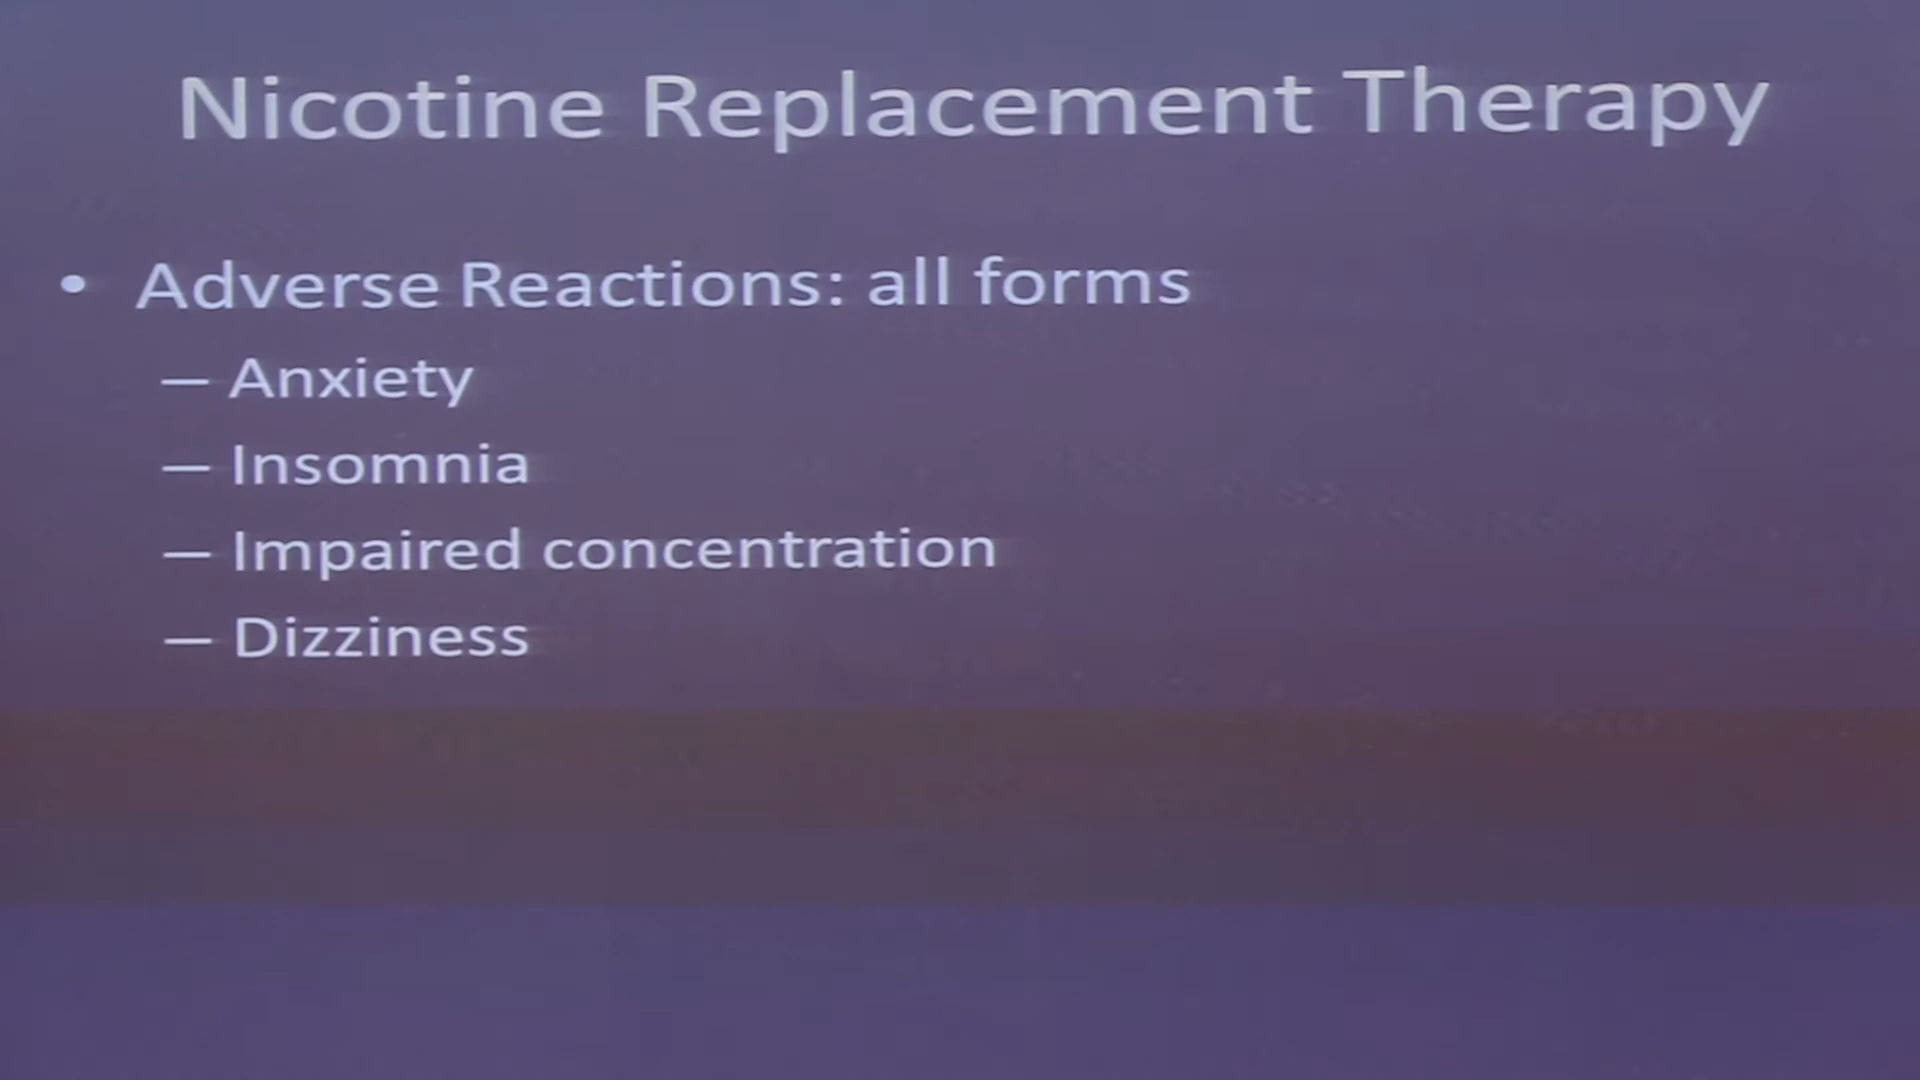 Nicotine Replacement Therapy
• Adverse Reactions: all forms
– Anxiety
– Insomnia
– Impaired concentration
– Dizziness